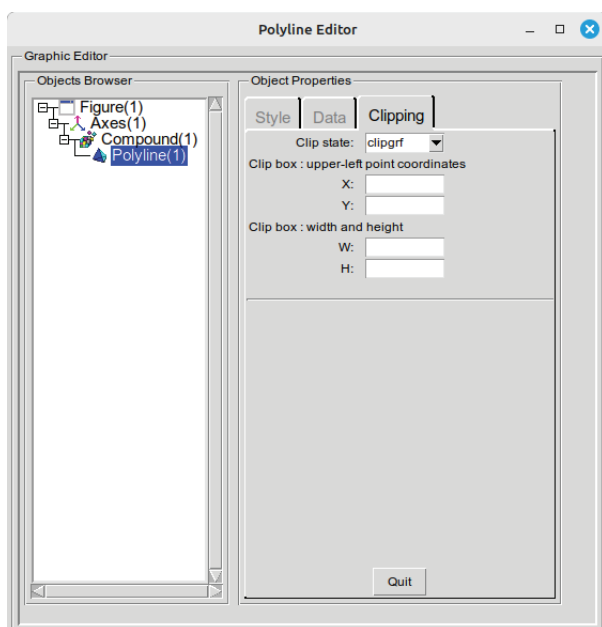 Polyline Editor
Graphic Editor
Objects Browser
Figure(1)
Axes(1)
Compound(1)
Polyline(1)
Object Properties
Style Data Clipping
Clip state: clipgrf
Clip box : upper-left point coordinates
X:
Y:
Clip box : width and height
W:
H:
Quit